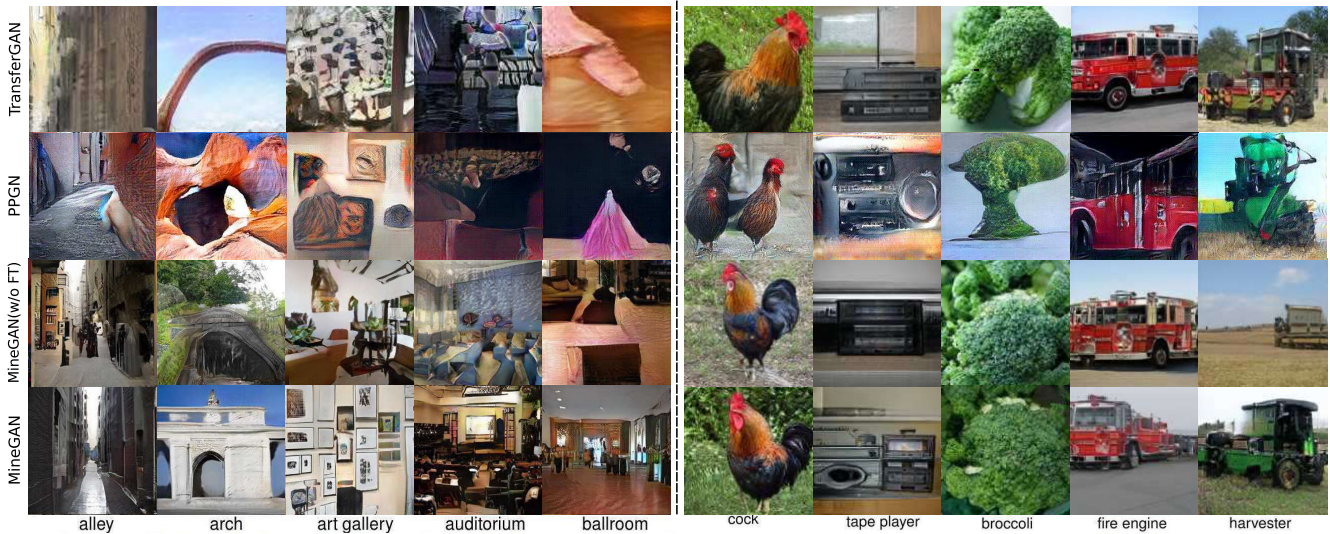 TransferGAN
PPGN
MineGAN(w/o FT)
MineGAN
alley arch art gallery auditorium ballroom cock tape player broccoli fire engine harvester